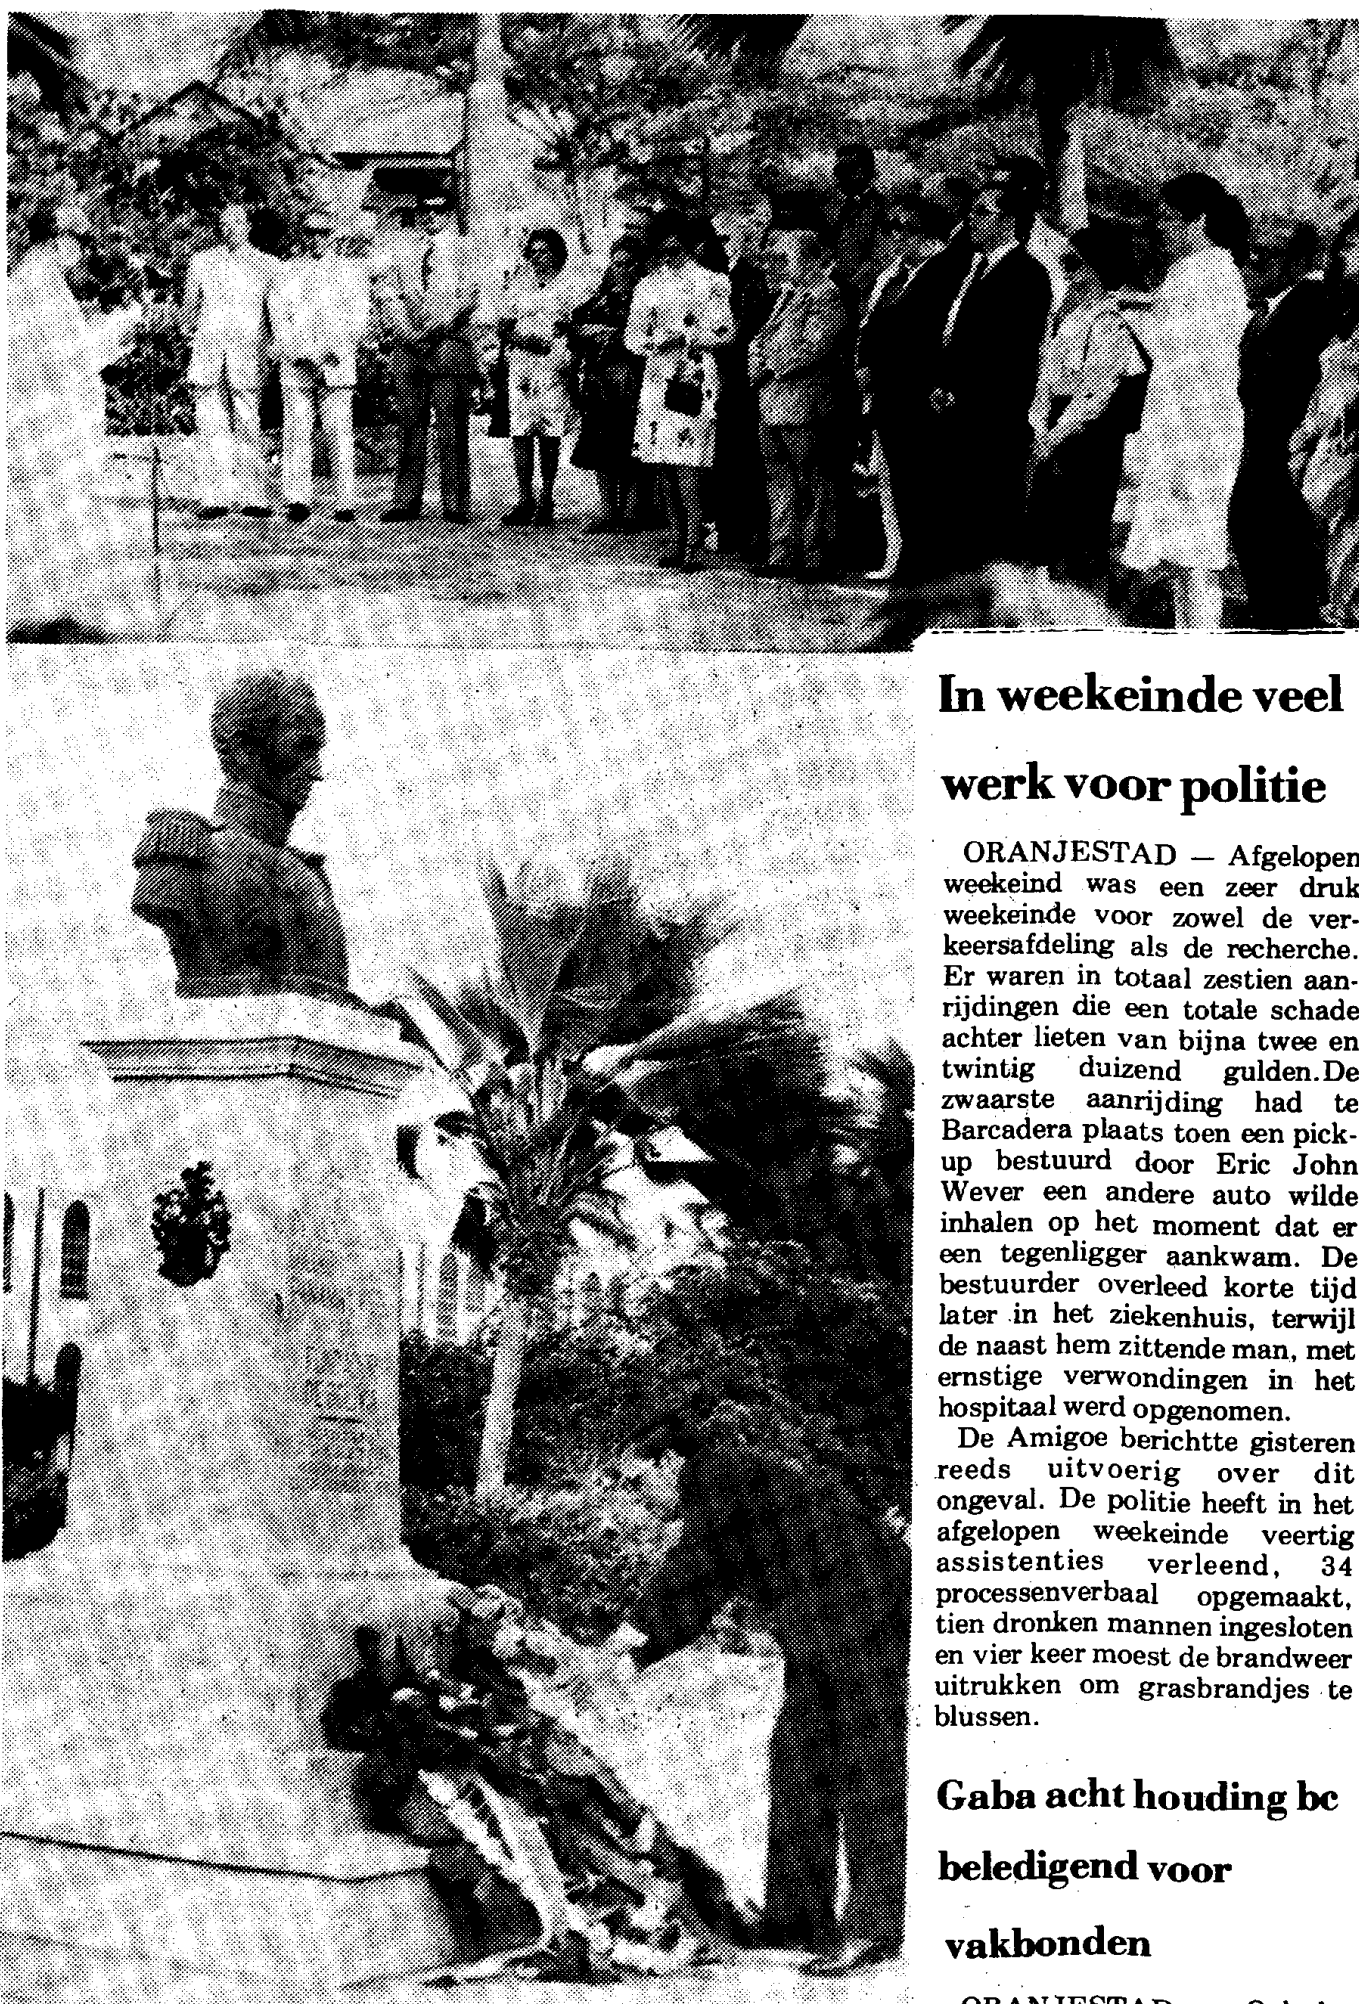 In weekeinde veel
werk voor politie
ORANJESTAD — Afgelopen
weekeind was een zeer druk
weekeinde voor zowel de ver-
keersafdeling als de recherche.
Er waren in totaal zestien aan-
rijdingen die een totale schade
achter lieten van bijna twee en
twintig duizend gulden.De
zwaarste aanrijding had te
Barcadera plaats toen een pick-
up bestuurd door Eric John
Wever een andere auto wilde
inhalen op het moment dat er
een tegenligger aankwam. De
bestuurder overleed korte tijd
later in het ziekenhuis, terwijl
de naast hem zittende man, met
ernstige verwondingen in het
hospitaal werd opgenomen.
De Amigoe berichtte gisteren
reeds uitvoerig over dit
ongeval. De politie heeft in het
afgelopen weekeinde veertig
assistenties verleend, 34
processenverbaal opgemaakt,
tien dronken mannen ingesloten
en vier keer moest de brandweer
uitrukken om grasbrandjes te
blussen.
Gaba acht houding bc
beledigend voor
vakbonden
ORANJESTAD